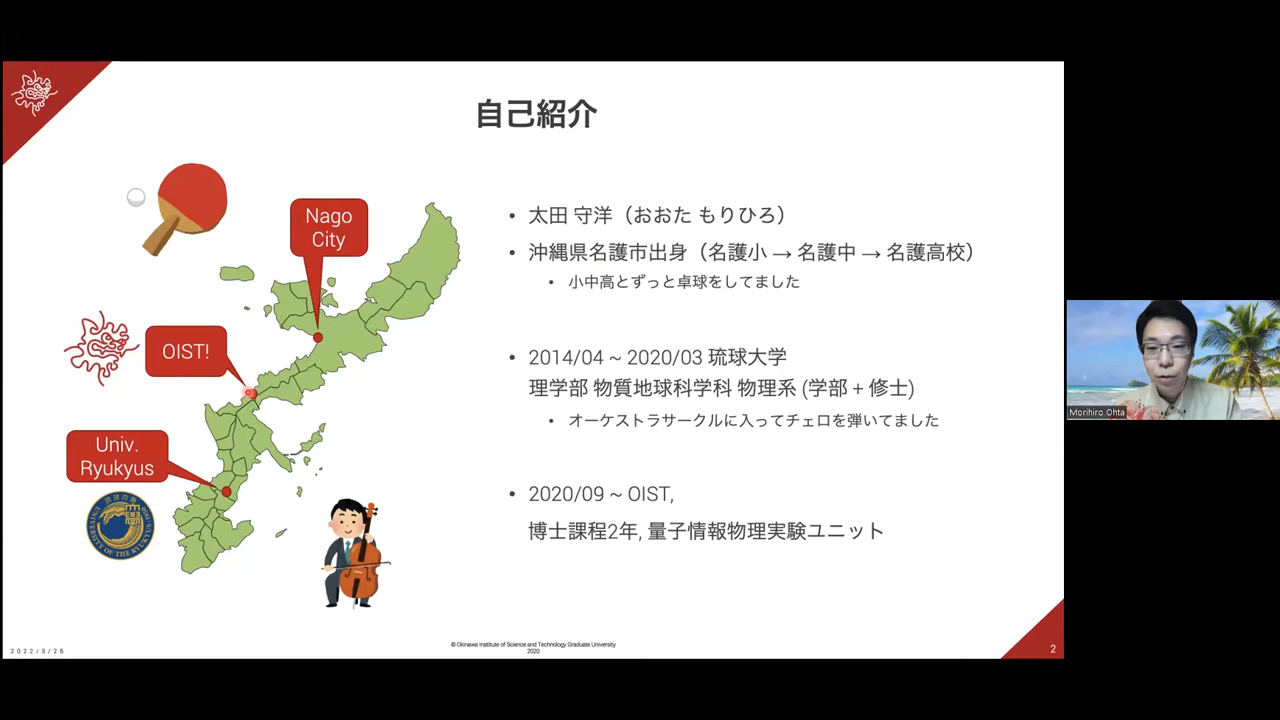 自己紹介
Nago
City
OIST!
Univ.
Ryukyus
UNIVERSITY OF THE RYUKYUS
• 太田 守洋（おおた もりひろ）
• 沖縄県名護市出身（名護小 → 名護中 → 名護高校）
• 小中高とずっと卓球をしてました
• 2014/04 ~ 2020/03 琉球大学
理学部 物質地球科学科 物理系 (学部 + 修士)
• オーケストラサークルに入ってチェロを弾いてました
• 2020/09 ~ OIST,
博士課程2年, 量子情報物理実験ユニット
Morihiro Ohta
2022/3/26
© Okinawa Institute of Science and Technology Graduate University
2020
2